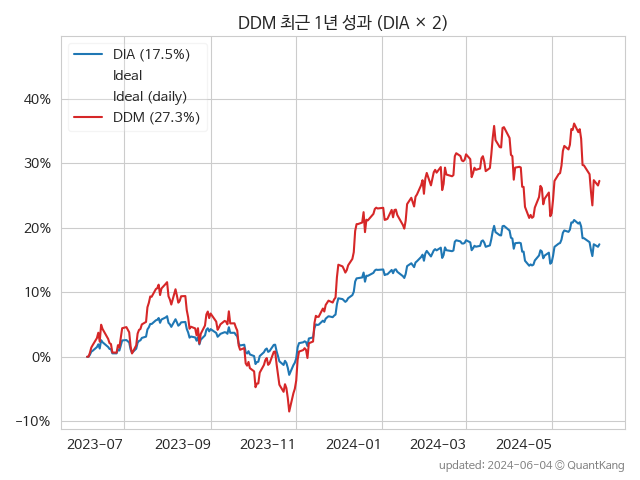 DDM 최근 1년 성과 (DIA × 2)
DIA (17.5%)
Ideal
Ideal (daily)
DDM (27.3%)
40%
30%
20%
10%
0%
−10%
2023-07 2023-09 2023-11 2024-01 2024-03 2024-05
updated: 2024-06-04 ⓒ QuantKang